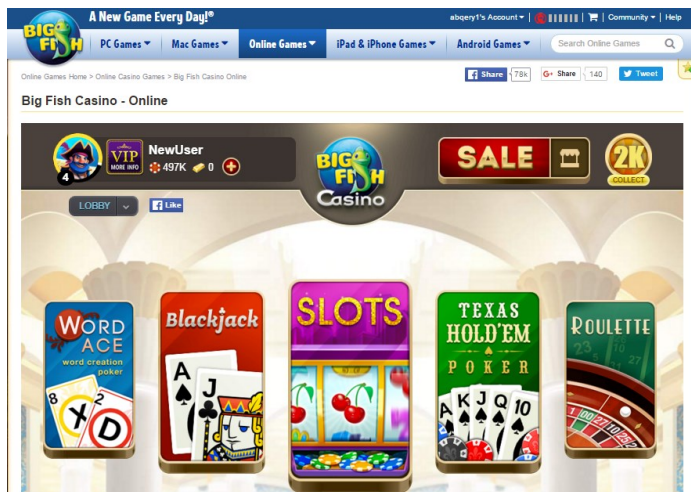 BIG FISH
A New Game Every Day!®
abqery1's Account
Community
Help
PC Games
Mac Games
Online Games
iPad & iPhone Games
Android Games
Search Online Games
Online Games Home > Online Casino Games > Big Fish Casino Online
Share 78k
G+ Share 140
Tweet
Big Fish Casino - Online
4
VIP
MORE INFO
NewUser
497K 0
BIG FISH
Casino
SALE
2K
COLLECT
LOBBY
Like
WORD
ACE
word creation
poker
8 X 2 D
Blackjack
A J
SLOTS
TEXAS
HOLD'EM
POKER
A K J Q 10
ROULETTE